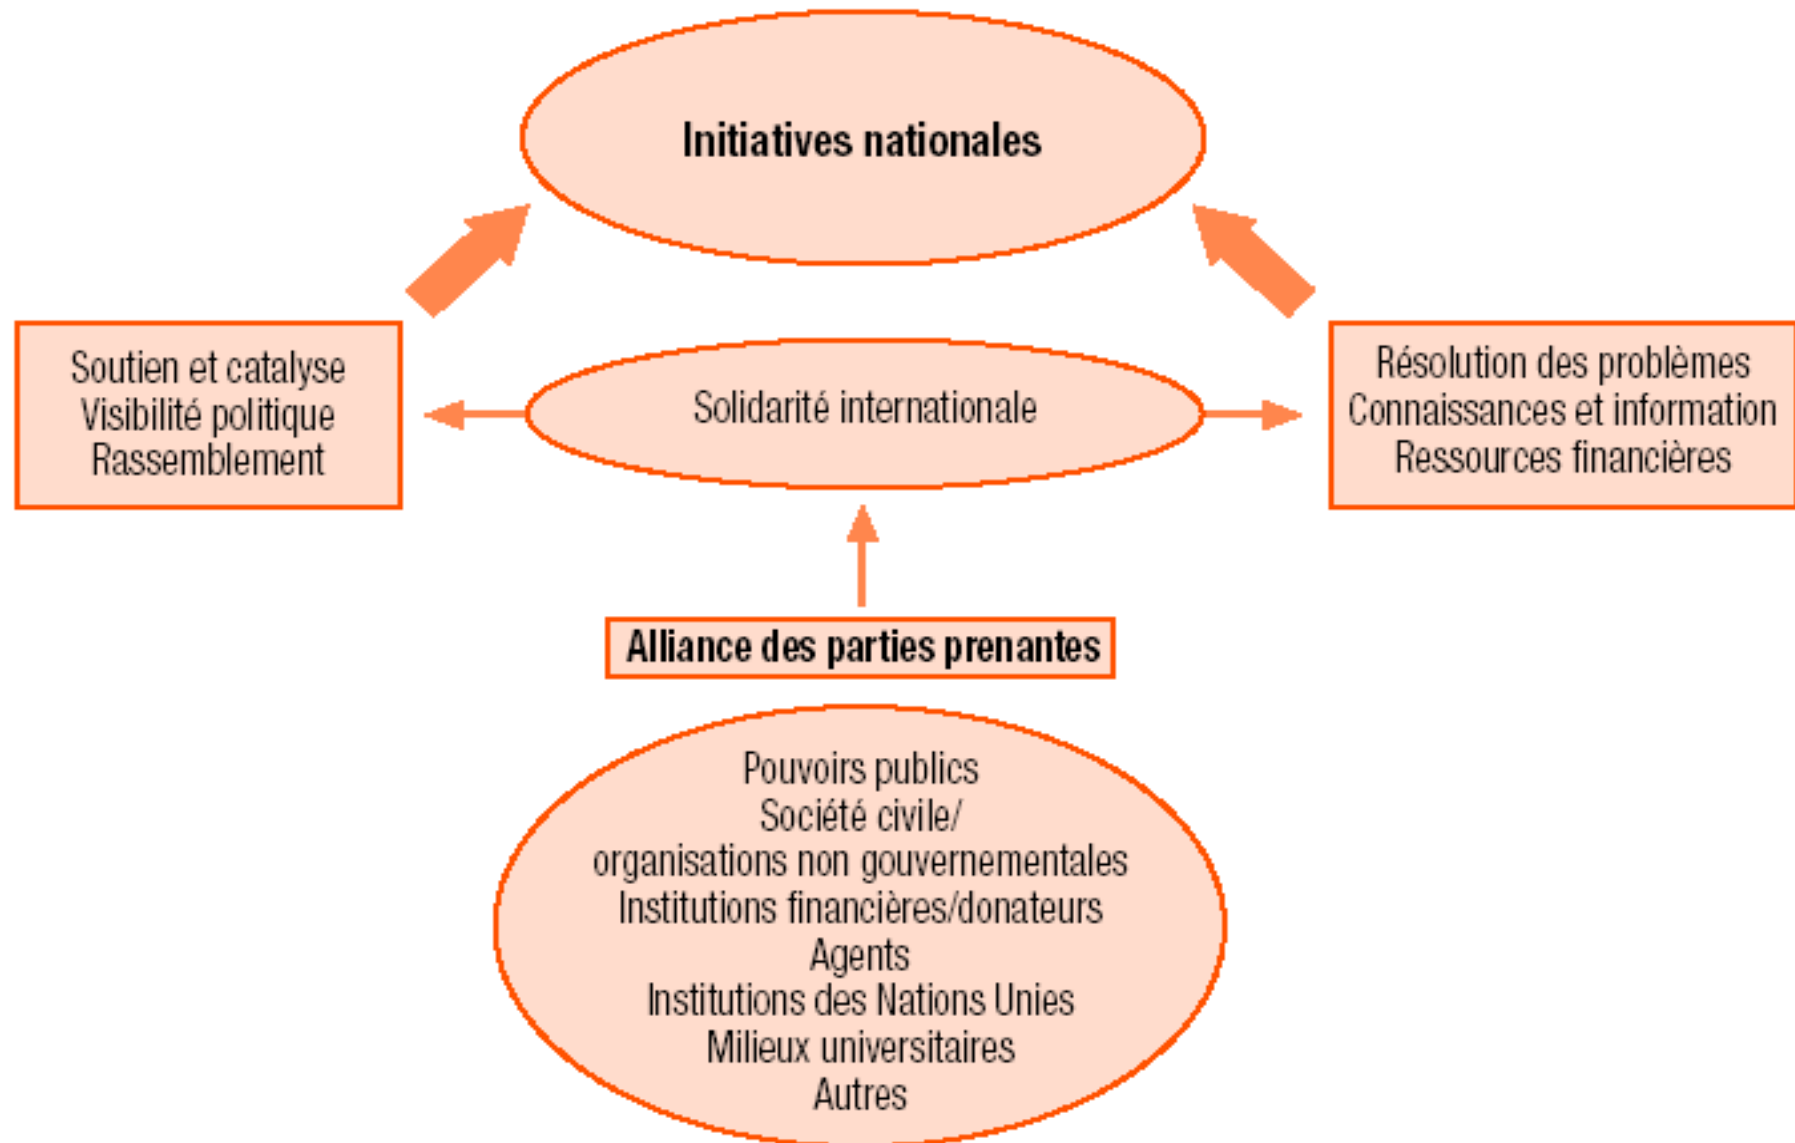 Initiatives nationales
Soutien et catalyse
Visibilité politique
Rassemblement
Solidarité internationale
Résolution des problèmes
Connaissances et information
Ressources financières
Alliance des parties prenantes
Pouvoirs publics
Société civile/
organisations non gouvernementales
Institutions financières/donateurs
Agents
Institutions des Nations Unies
Milieux universitaires
Autres